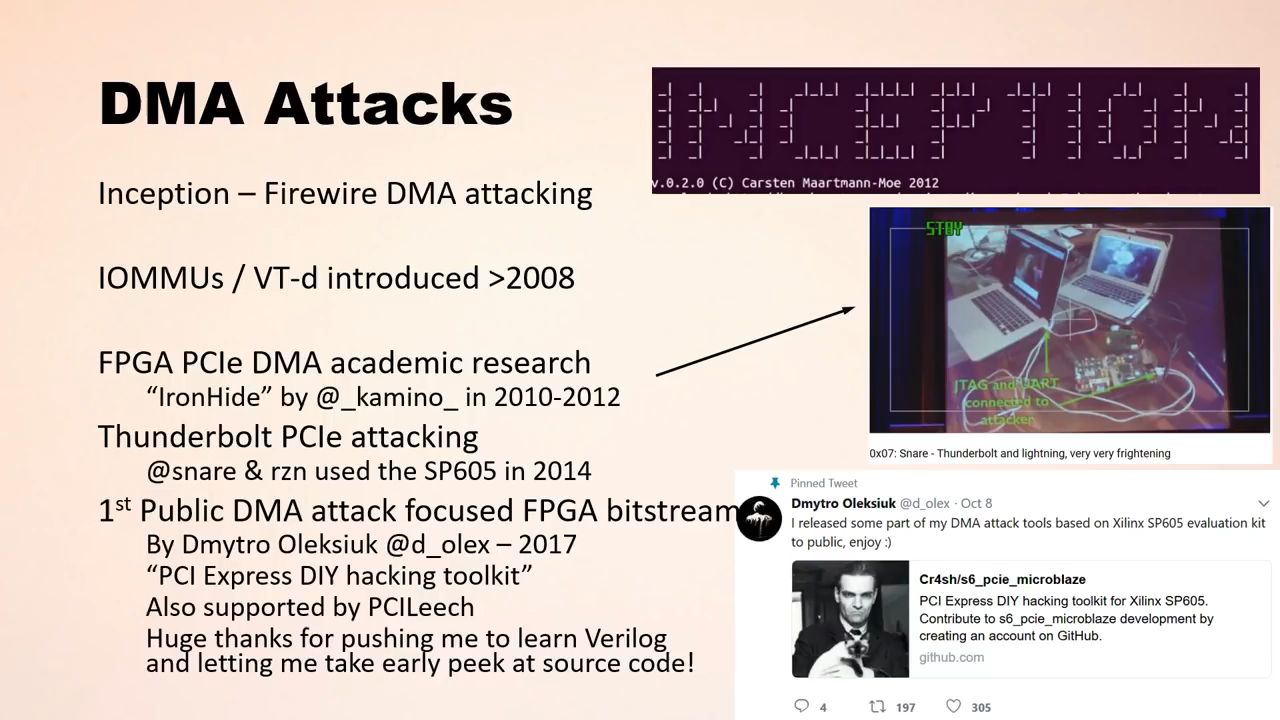 DMA Attacks
Inception – Firewire DMA attacking
IOMMUs / VT-d introduced >2008
FPGA PCIe DMA academic research
“IronHide” by @_kamino_ in 2010-2012
Thunderbolt PCIe attacking
@snare & rzn used the SP605 in 2014
1st Public DMA attack focused FPGA bitstream
By Dmytro Oleksiuk @d_olex – 2017
“PCI Express DIY hacking toolkit”
Also supported by PCILeech
Huge thanks for pushing me to learn Verilog
and letting me take early peek at source code!
INCEPTION
v.0.2.0 (C) Carsten Maartmann-Moe 2012
STBY
JTAG and UART
connected to
attacker
0x07: Snare - Thunderbolt and lightning, very very frightening
Pinned Tweet
Dmytro Oleksiuk @d_olex · Oct 8
I released some part of my DMA attack tools based on Xilinx SP605 evaluation kit
to public, enjoy :)
Cr4sh/s6_pcie_microblaze
PCI Express DIY hacking toolkit for Xilinx SP605.
Contribute to s6_pcie_microblaze development by
creating an account on GitHub.
github.com
4 197 305